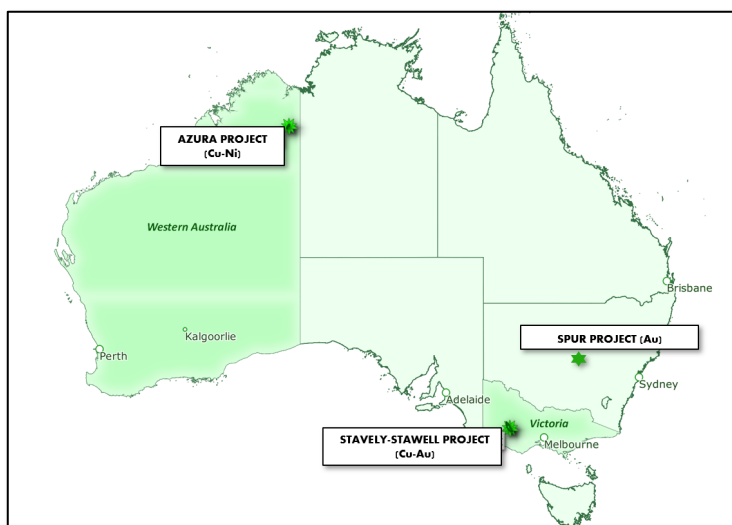 AZURA PROJECT
(Cu-Ni)
Western Australia
Brisbane
Kalgoorlie
SPUR PROJECT (Au)
Perth
Sydney
Adelaide
Victoria
STAVELY-STAWELL PROJECT
(Cu-Au)
Melbourne